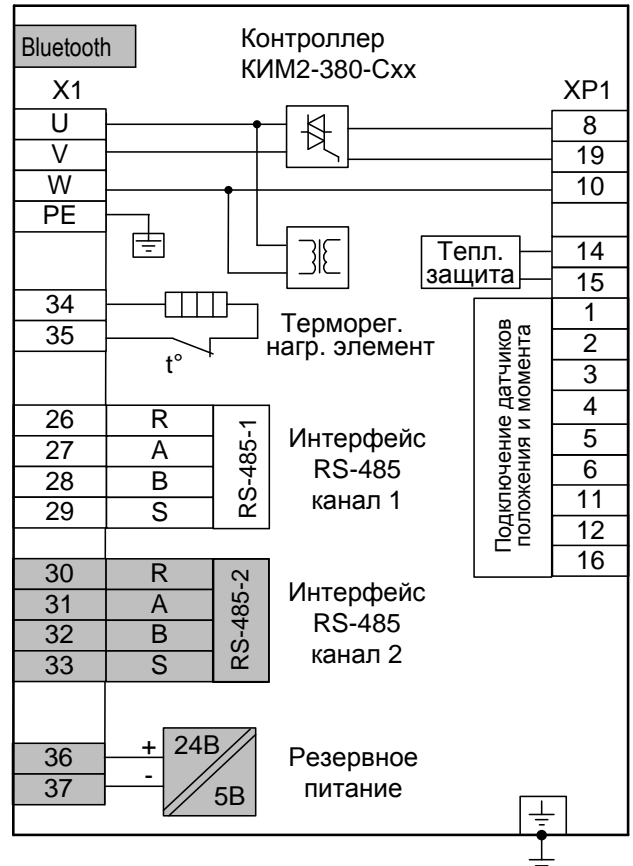 Bluetooth
Контроллер
КИМ2-380-Схх
X1
XP1
U
8
V
19
W
10
PE
Тепл.
защита
14
15
34
35
t°
Терморег.
нагр. элемент
Подключение датчиков
положения и момента
1
2
3
4
5
6
11
12
16
26 R
27 A
28 B
29 S
RS-485-1
Интерфейс
RS-485
канал 1
30 R
31 A
32 B
33 S
RS-485-2
Интерфейс
RS-485
канал 2
36 +
37 -
24В
5В
Резервное
питание